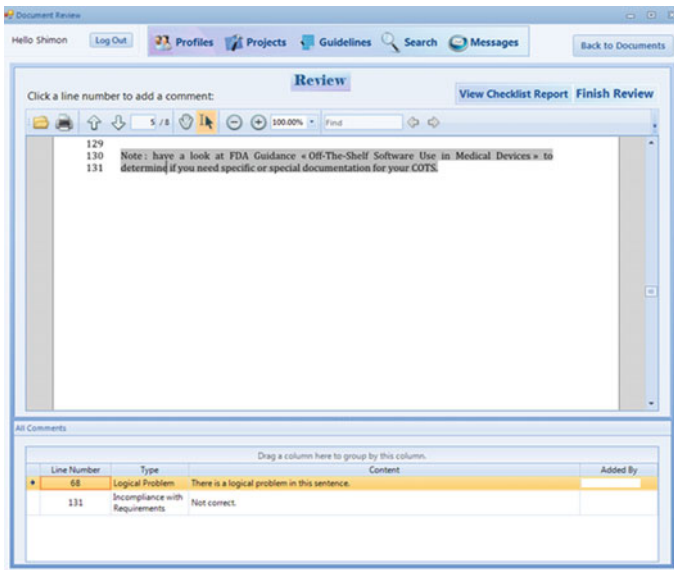 Document Review
Hello Shimon
Log Out
Profiles
Projects
Guidelines
Search
Messages
Back to Documents
Review
Click a line number to add a comment:
View Checklist Report
Finish Review
5 / 8
100.00%
Find
129
130 Note : have a look at FDA Guidance « Off-The-Shelf Software Use in Medical Devices » to
131 determine if you need specific or special documentation for your COTS.
All Comments
Drag a column here to group by this column.
Line Number Type Content Added By
68 Logical Problem There is a logical problem in this sentence.
131 Incompliance with Requirements Not correct.